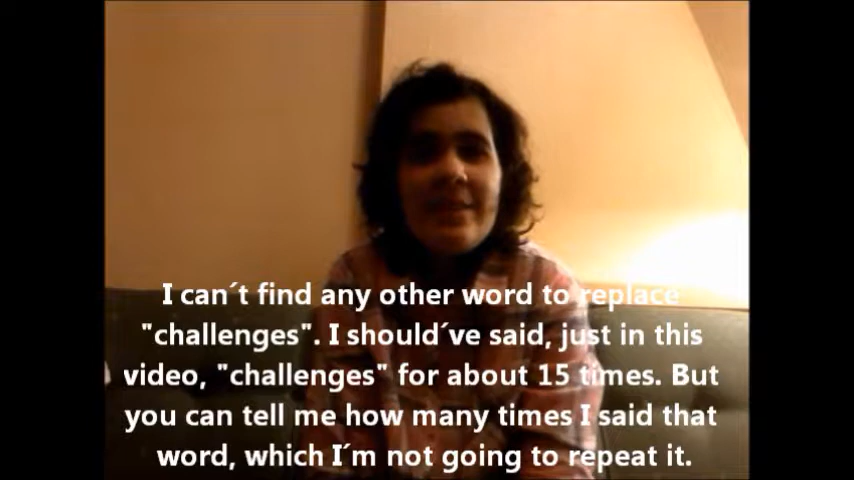 I can´t find any other word to replace
"challenges". I should´ve said, just in this
video, "challenges" for about 15 times. But
you can tell me how many times I said that
word, which I´m not going to repeat it.